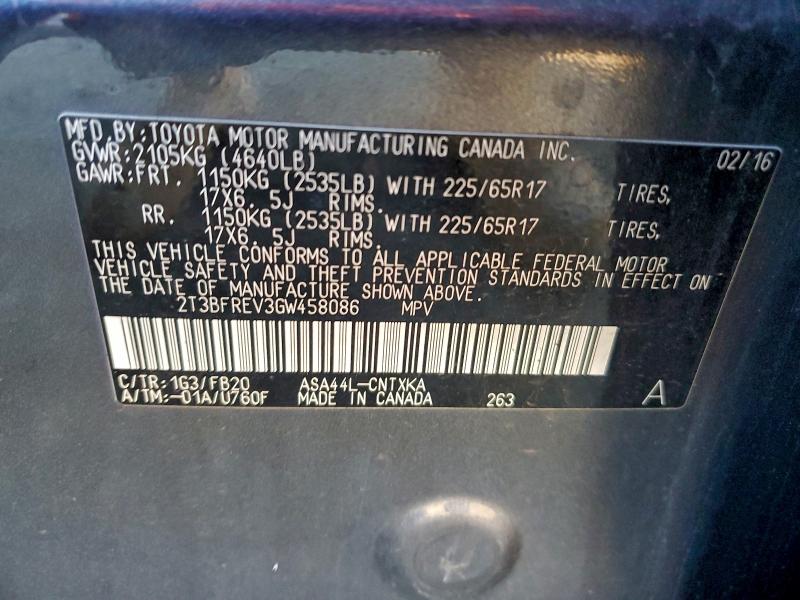 MFD. BY: TOYOTA MOTOR MANUFACTURING CANADA INC. 02/16
GVWR: 2105KG (4640LB)
GAWR: FRT. 1150KG (2535LB) WITH 225/65R17 TIRES,
17X6. 5J RIMS.
RR. 1150KG (2535LB) WITH 225/65R17 TIRES,
17X6. 5J RIMS.
THIS VEHICLE CONFORMS TO ALL APPLICABLE FEDERAL MOTOR
VEHICLE SAFETY AND THEFT PREVENTION STANDARDS IN EFFECT ON
THE DATE OF MANUFACTURE SHOWN ABOVE.
2T3BFREV3GW458086 MPV
C/TR: 1G3/FB20 ASA44L-CNTXKA
A/TM:-01A/U760F MADE IN CANADA 263 A